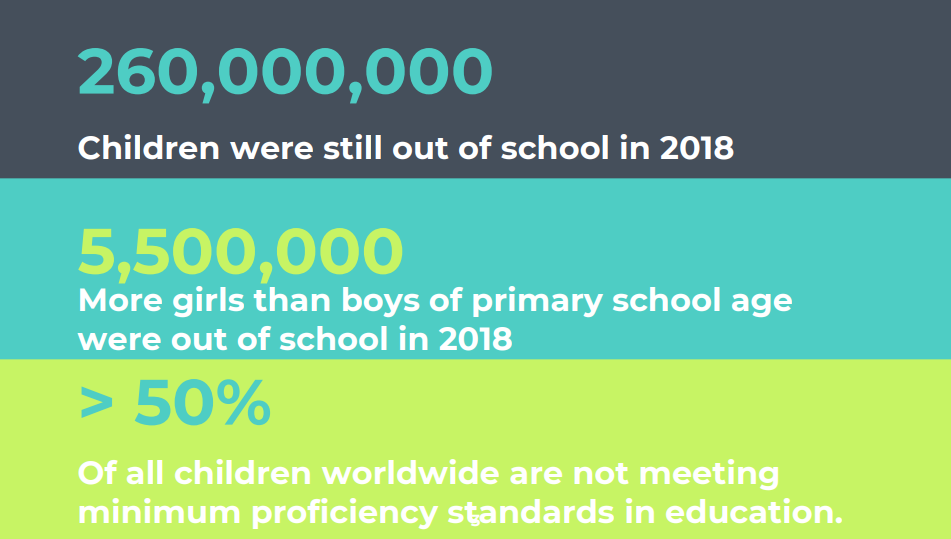 260,000,000
Children were still out of school in 2018
5,500,000
More girls than boys of primary school age
were out of school in 2018
> 50%
Of all children worldwide are not meeting
minimum proficiency standards in education.